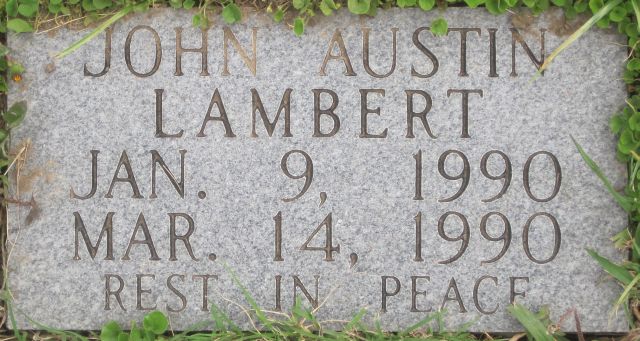 JOHN AUSTIN
LAMBERT
JAN. 9, 1990
MAR. 14, 1990
REST IN PEACE